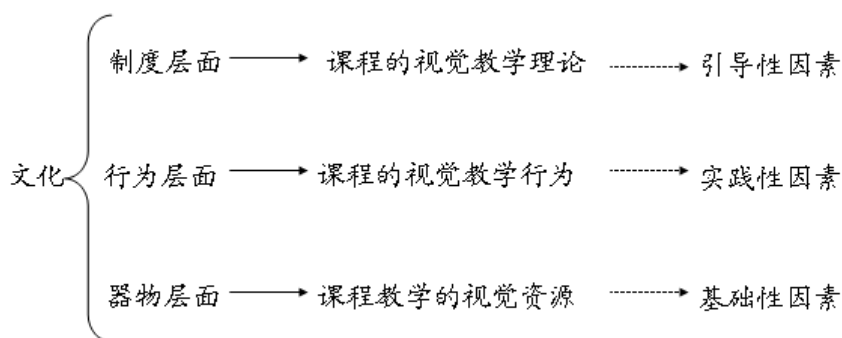 制度层面 课程的视觉教学理论 引导性因素
文化 行为层面 课程的视觉教学行为 实践性因素
器物层面 课程教学的视觉资源 基础性因素